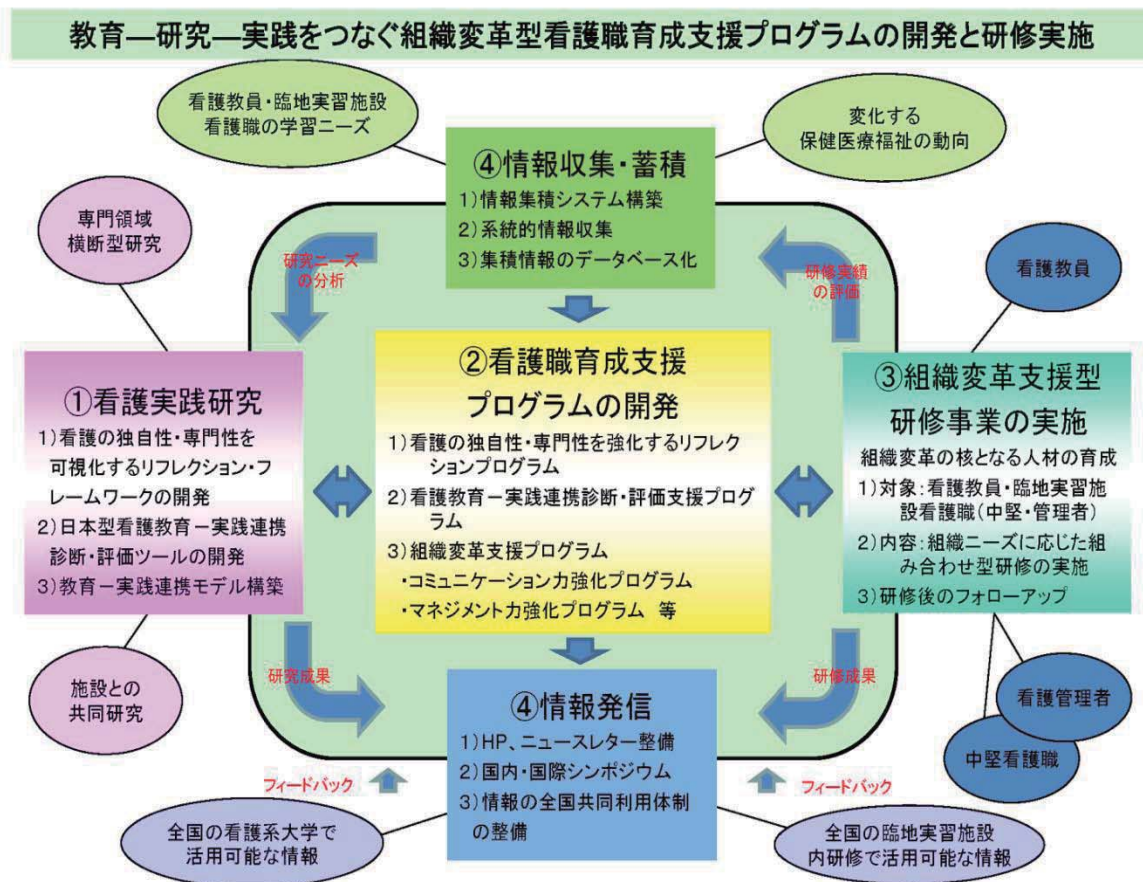 教育―研究―実践をつなぐ組織変革型看護職育成支援プログラムの開発と研修実施
看護教員・臨地実習施設
看護職の学習ニーズ
変化する
保健医療福祉の動向
④情報収集・蓄積
1)情報集積システム構築
2)系統的情報収集
3)集積情報のデータベース化
専門領域
横断型研究
研究ニーズ
の分析
研修実績
の評価
看護教員
①看護実践研究
1)看護の独自性・専門性を
可視化するリフレクション・フ
レームワークの開発
2)日本型看護教育－実践連携
診断・評価ツールの開発
3)教育－実践連携モデル構築
②看護職育成支援
プログラムの開発
1)看護の独自性・専門性を強化するリフレク
ションプログラム
2)看護教育－実践連携診断・評価支援プログ
ラム
3)組織変革支援プログラム
・コミュニケーション力強化プログラム
・マネジメント力強化プログラム 等
③組織変革支援型
研修事業の実施
組織変革の核となる人材の育成
1)対象:看護教員・臨地実習施
設看護職(中堅・管理者)
2)内容:組織ニーズに応じた組
み合わせ型研修の実施
3)研修後のフォローアップ
施設との
共同研究
研究成果
研修成果
看護管理者
中堅看護職
④情報発信
1)HP、ニュースレター整備
2)国内・国際シンポジウム
3)情報の全国共同利用体制
の整備
フィードバック
フィードバック
全国の看護系大学で
活用可能な情報
全国の臨地実習施設
内研修で活用可能な情報